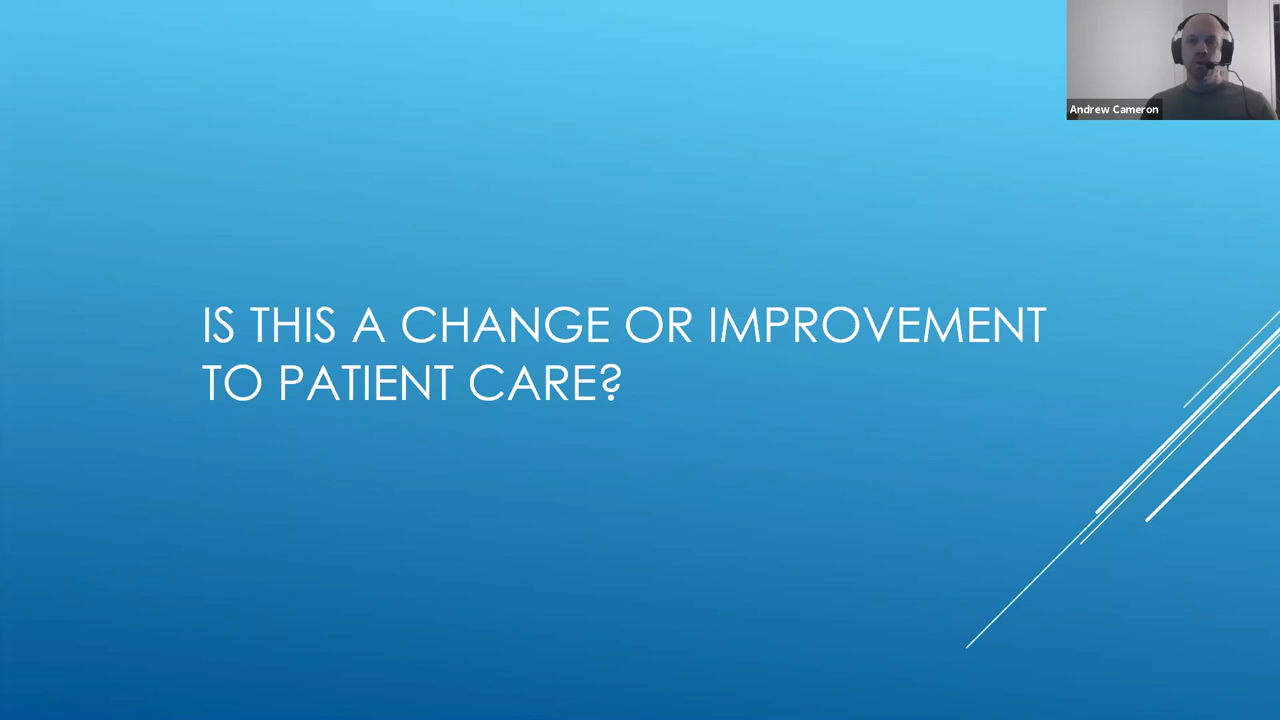 Andrew Cameron
IS THIS A CHANGE OR IMPROVEMENT
TO PATIENT CARE?